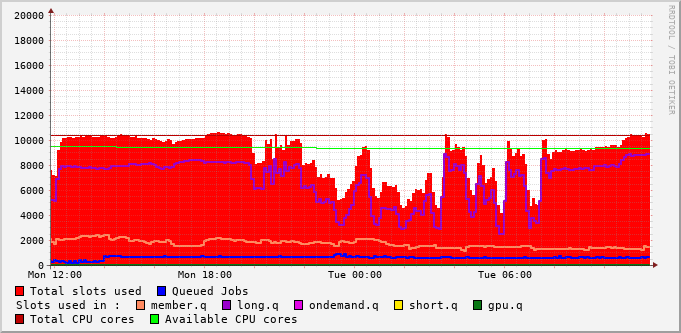 20000
18000
16000
14000
12000
10000
8000
6000
4000
2000
0
Mon 12:00 Mon 18:00 Tue 00:00 Tue 06:00
RRDTOOL / TOBI OETIKER
Total slots used Queued Jobs
Slots used in : member.q long.q ondemand.q short.q gpu.q
Total CPU cores Available CPU cores